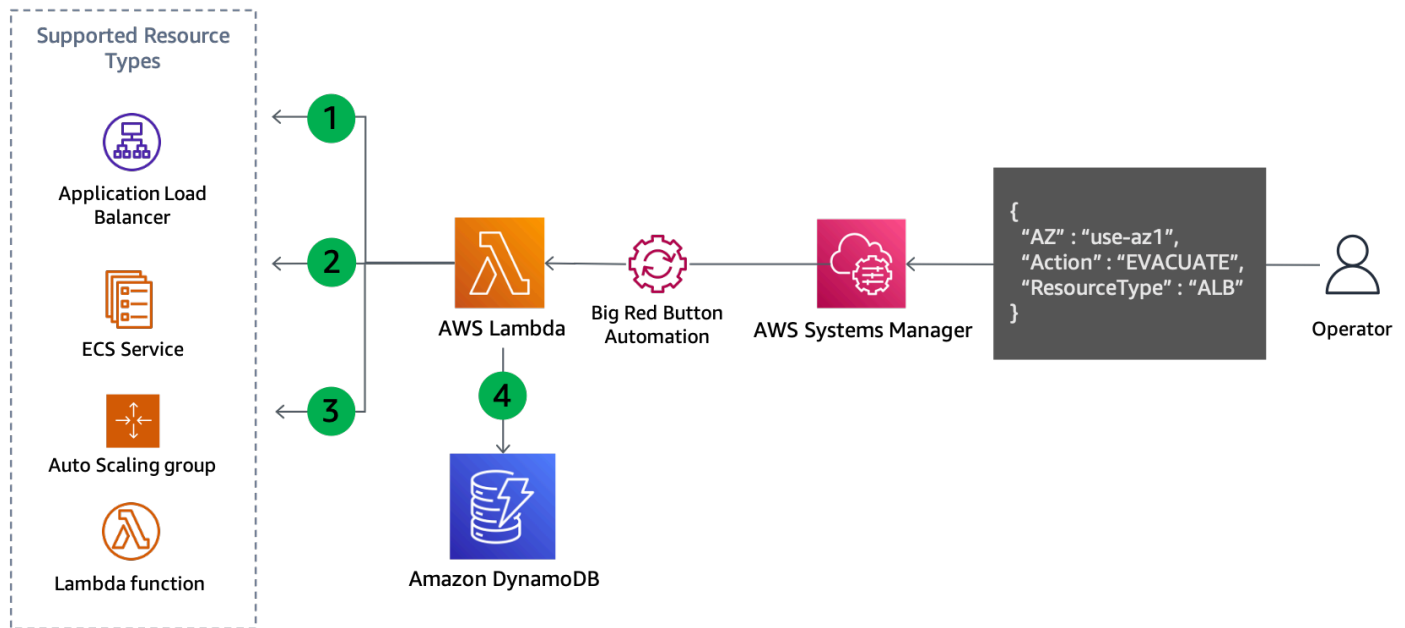 Supported Resource
Types
Application Load
Balancer
ECS Service
Auto Scaling group
Lambda function
1
2
3
4
AWS Lambda
Amazon DynamoDB
Big Red Button
Automation
AWS Systems Manager
{
“AZ” : “use-az1”,
“Action” : “EVACUATE”,
“ResourceType” : “ALB”
}
Operator